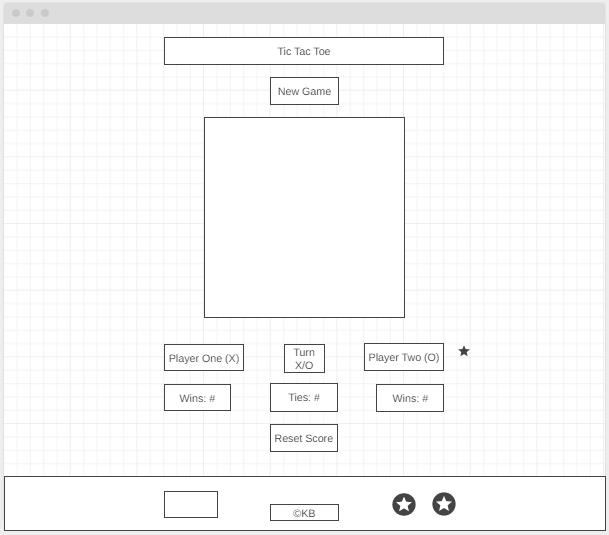 Tic Tac Toe
New Game
Player One (X)
Turn
X/O
Player Two (O)
Wins: #
Ties: #
Wins: #
Reset Score
©KB